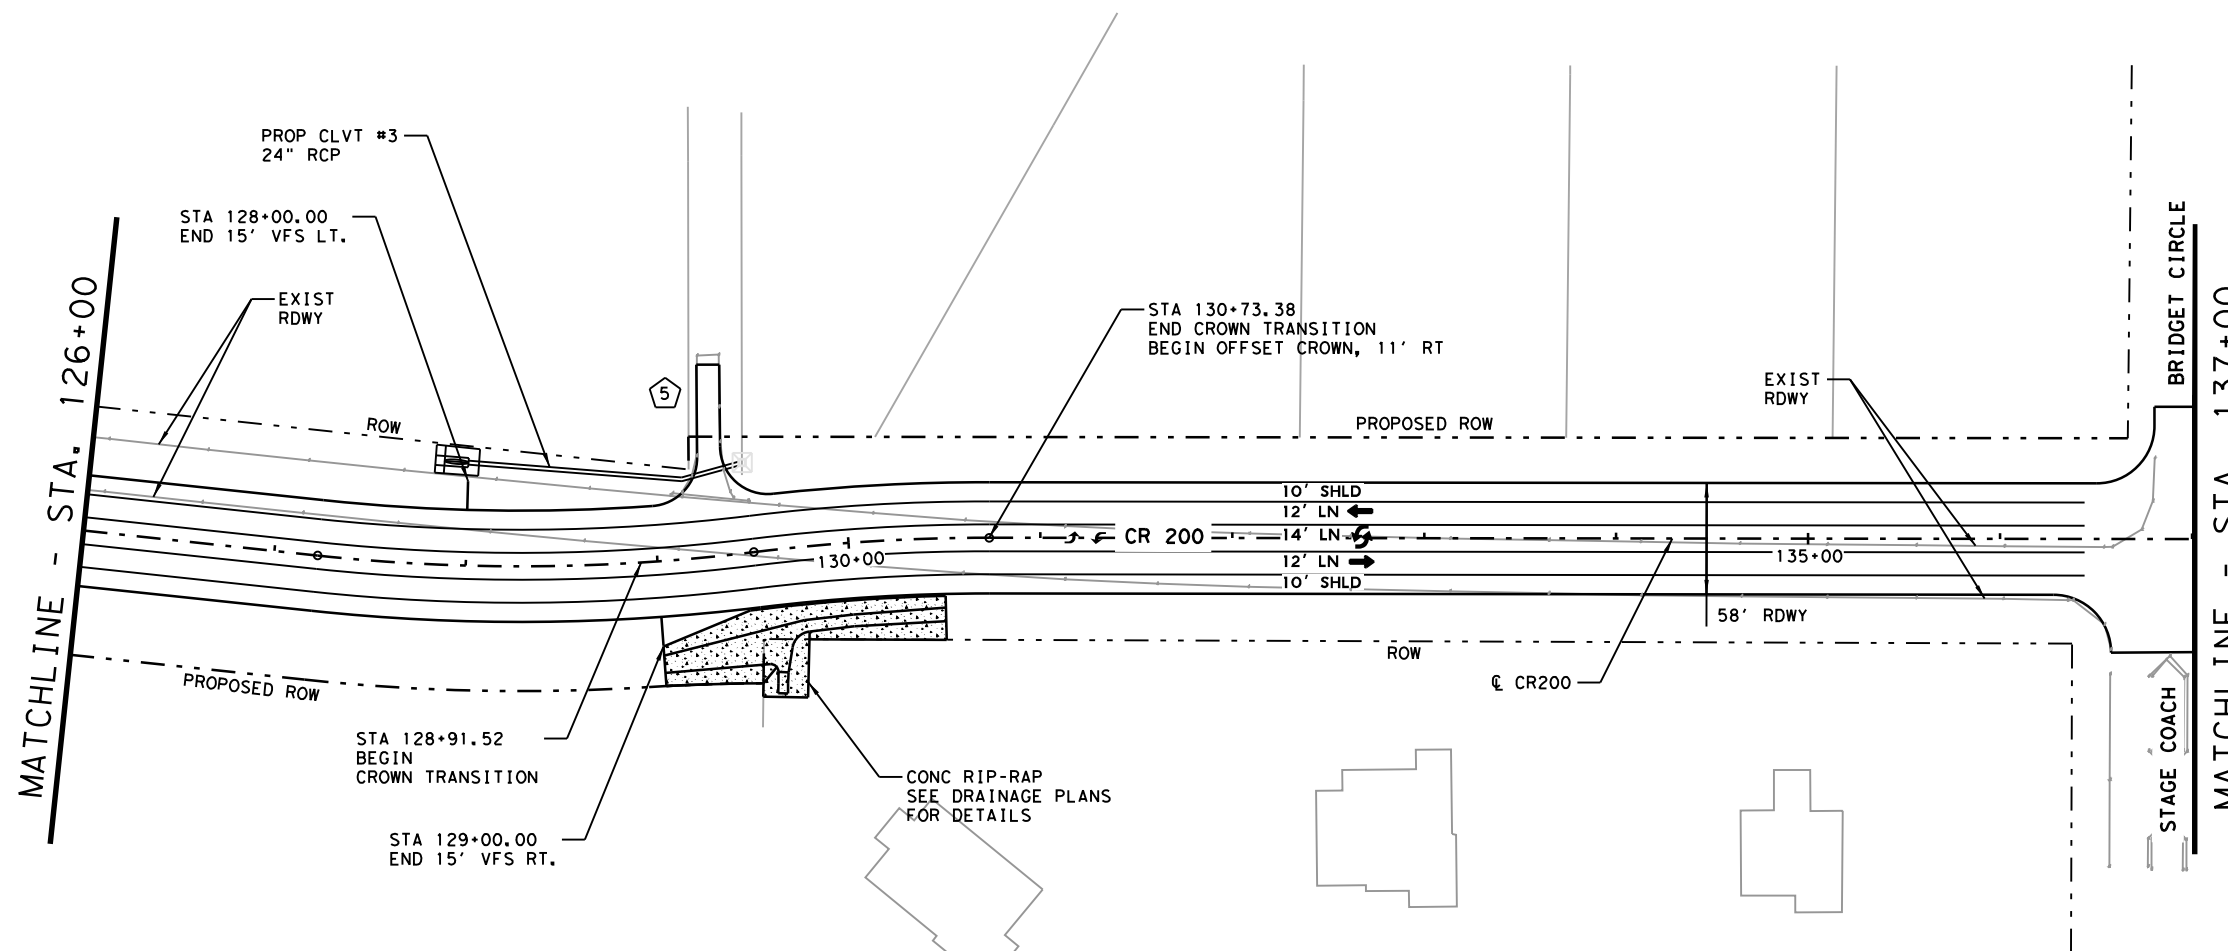 PROP CLVT #3
24" RCP
STA 128+00.00
END 15' VFS LT.
EXIST
RDWY
MATCHLINE - STA. 126+00
ROW
5
STA 130+73.38
END CROWN TRANSITION
BEGIN OFFSET CROWN, 11' RT
PROPOSED ROW
EXIST
RDWY
BRIDGET CIRCLE
MATCHLINE - STA 137+00
10' SHLD
12' LN
14' LN
12' LN
10' SHLD
CR 200
130+00
135+00
58' RDWY
ROW
℄ CR200
PROPOSED ROW
STA 128+91.52
BEGIN
CROWN TRANSITION
STA 129+00.00
END 15' VFS RT.
CONC RIP-RAP
SEE DRAINAGE PLANS
FOR DETAILS
STAGE COACH